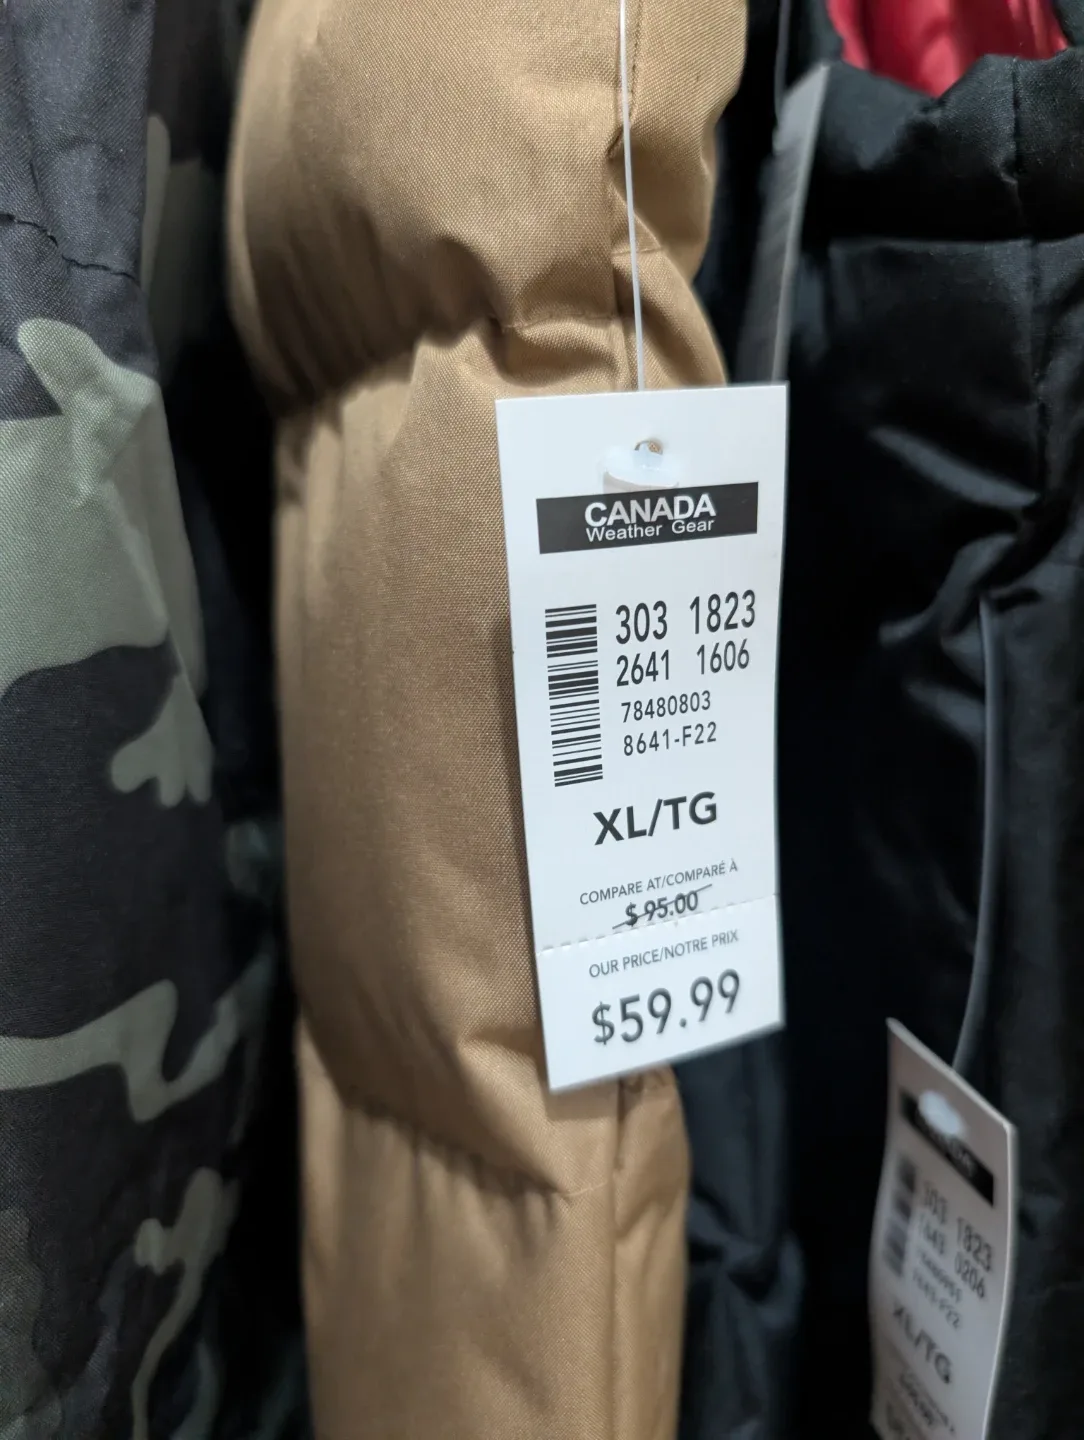 CANADA
Weather Gear
303 1823
2641 1606
78480803
8641-F22
XL/TG
COMPARE AT/COMPARÉ À
$95.00
OUR PRICE/NOTRE PRIX
$59.99
303 1823
0206
XL/TG